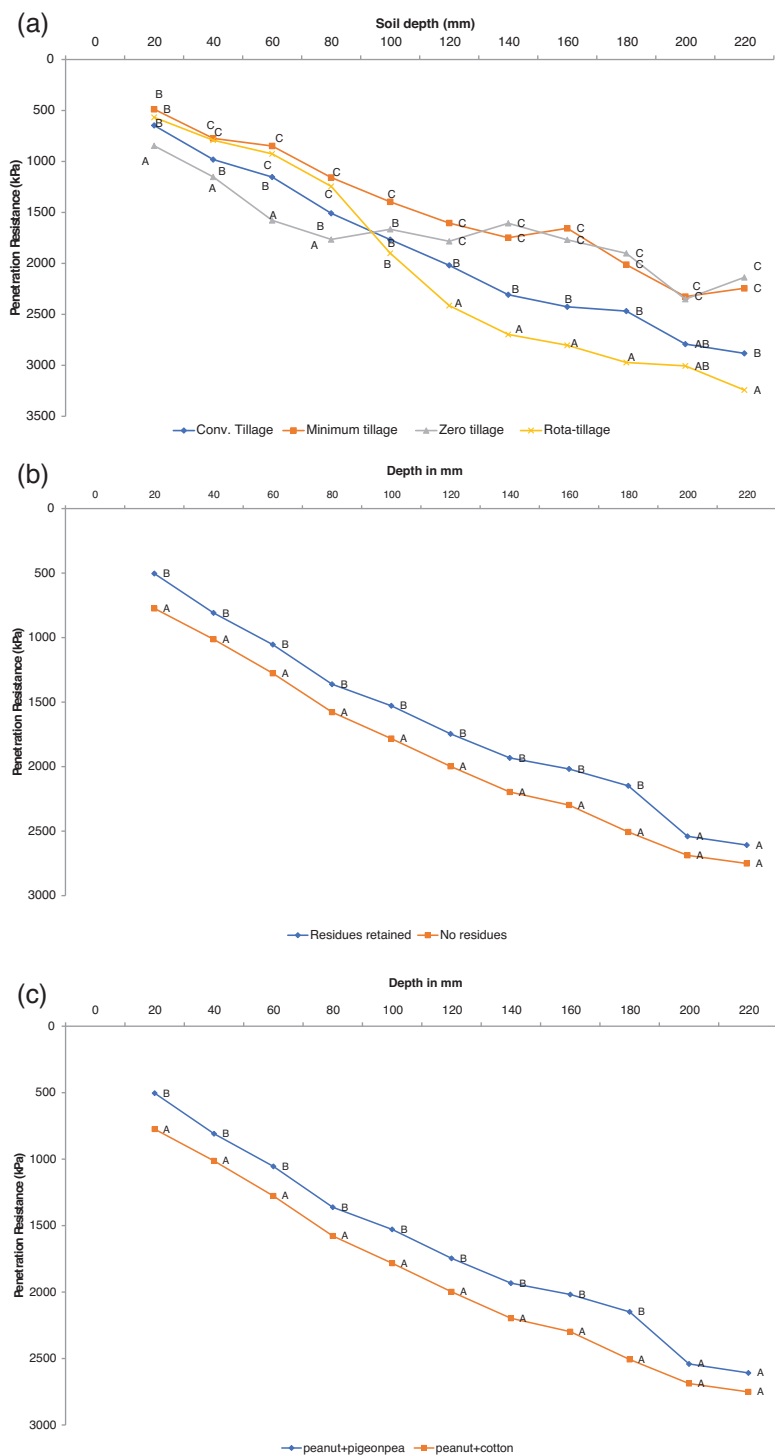 (a)
Soil depth (mm)
0 20 40 60 80 100 120 140 160 180 200 220
0
500
1000
1500
2000
2500
3000
3500
Penetration Resistance (kPa)
B
B C C
B C C
A B C C C
A B B C B C C C C
A A A B C C C C C C
B B B C C C
A B B B C
A A AB B
A AB
A
Conv. Tillage Minimum tillage Zero tillage Rota-tillage
(b)
Depth in mm
0 20 40 60 80 100 120 140 160 180 200 220
0
500
1000
1500
2000
2500
3000
Penetration Resistance (kPa)
B B B B B B B B B A A
A A A A A A A A A A A
Residues retained No residues
(c)
Depth in mm
0 20 40 60 80 100 120 140 160 180 200 220
0
500
1000
1500
2000
2500
3000
Penetration Resistance (kPa)
B B B B B B B B B A A
A A A A A A A A A A A
peanut+pigeonpea peanut+cotton